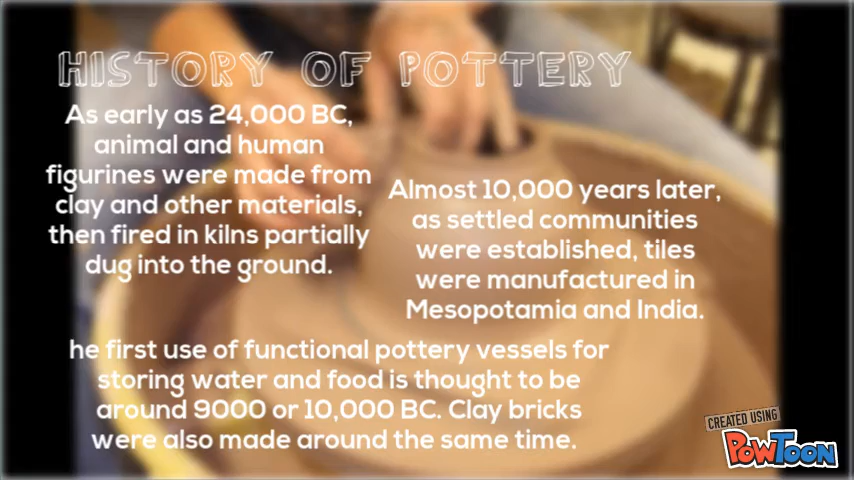 HISTORY OF POTTERY
As early as 24,000 BC,
animal and human
figurines were made from
clay and other materials,
then fired in kilns partially
dug into the ground.
Almost 10,000 years later,
as settled communities
were established, tiles
were manufactured in
Mesopotamia and India.
he first use of functional pottery vessels for
storing water and food is thought to be
around 9000 or 10,000 BC. Clay bricks
were also made around the same time.
CREATED USING
POWTOON